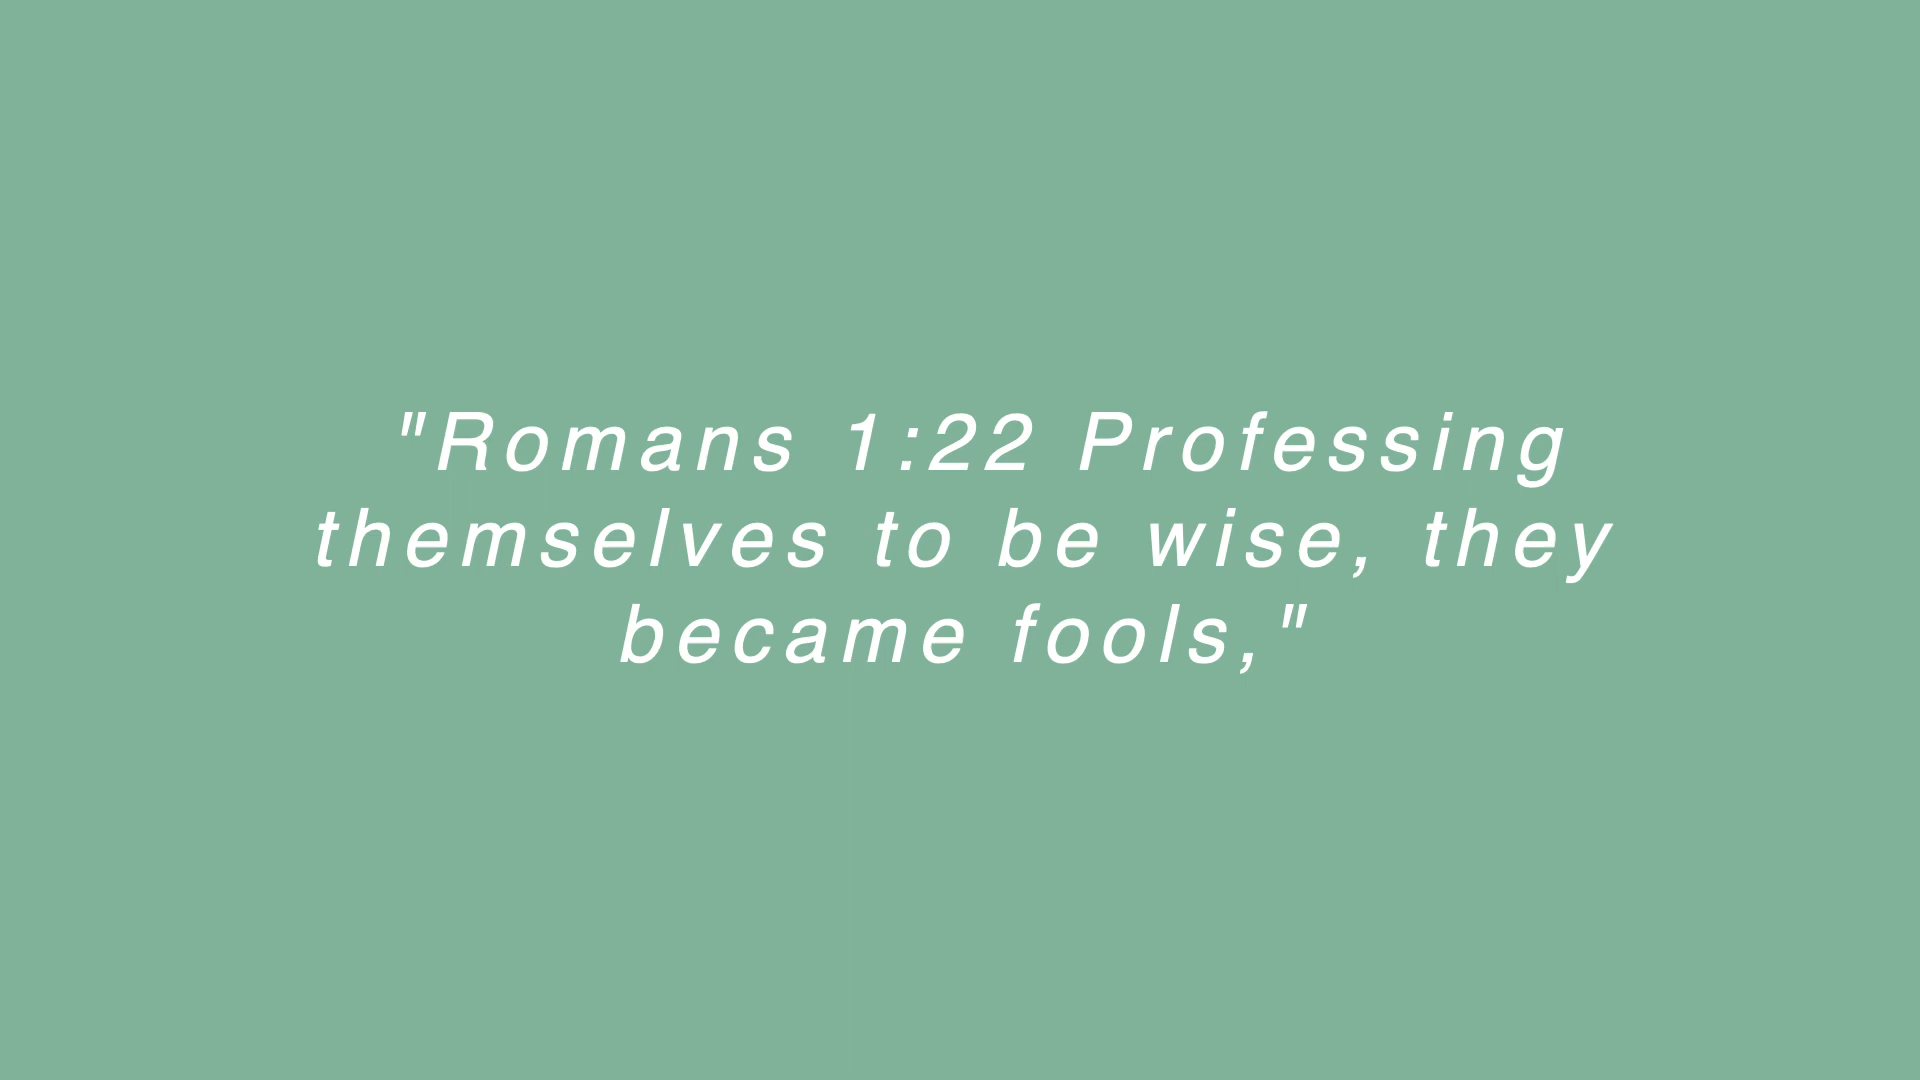 "Romans 1:22 Professing
themselves to be wise, they
became fools,"